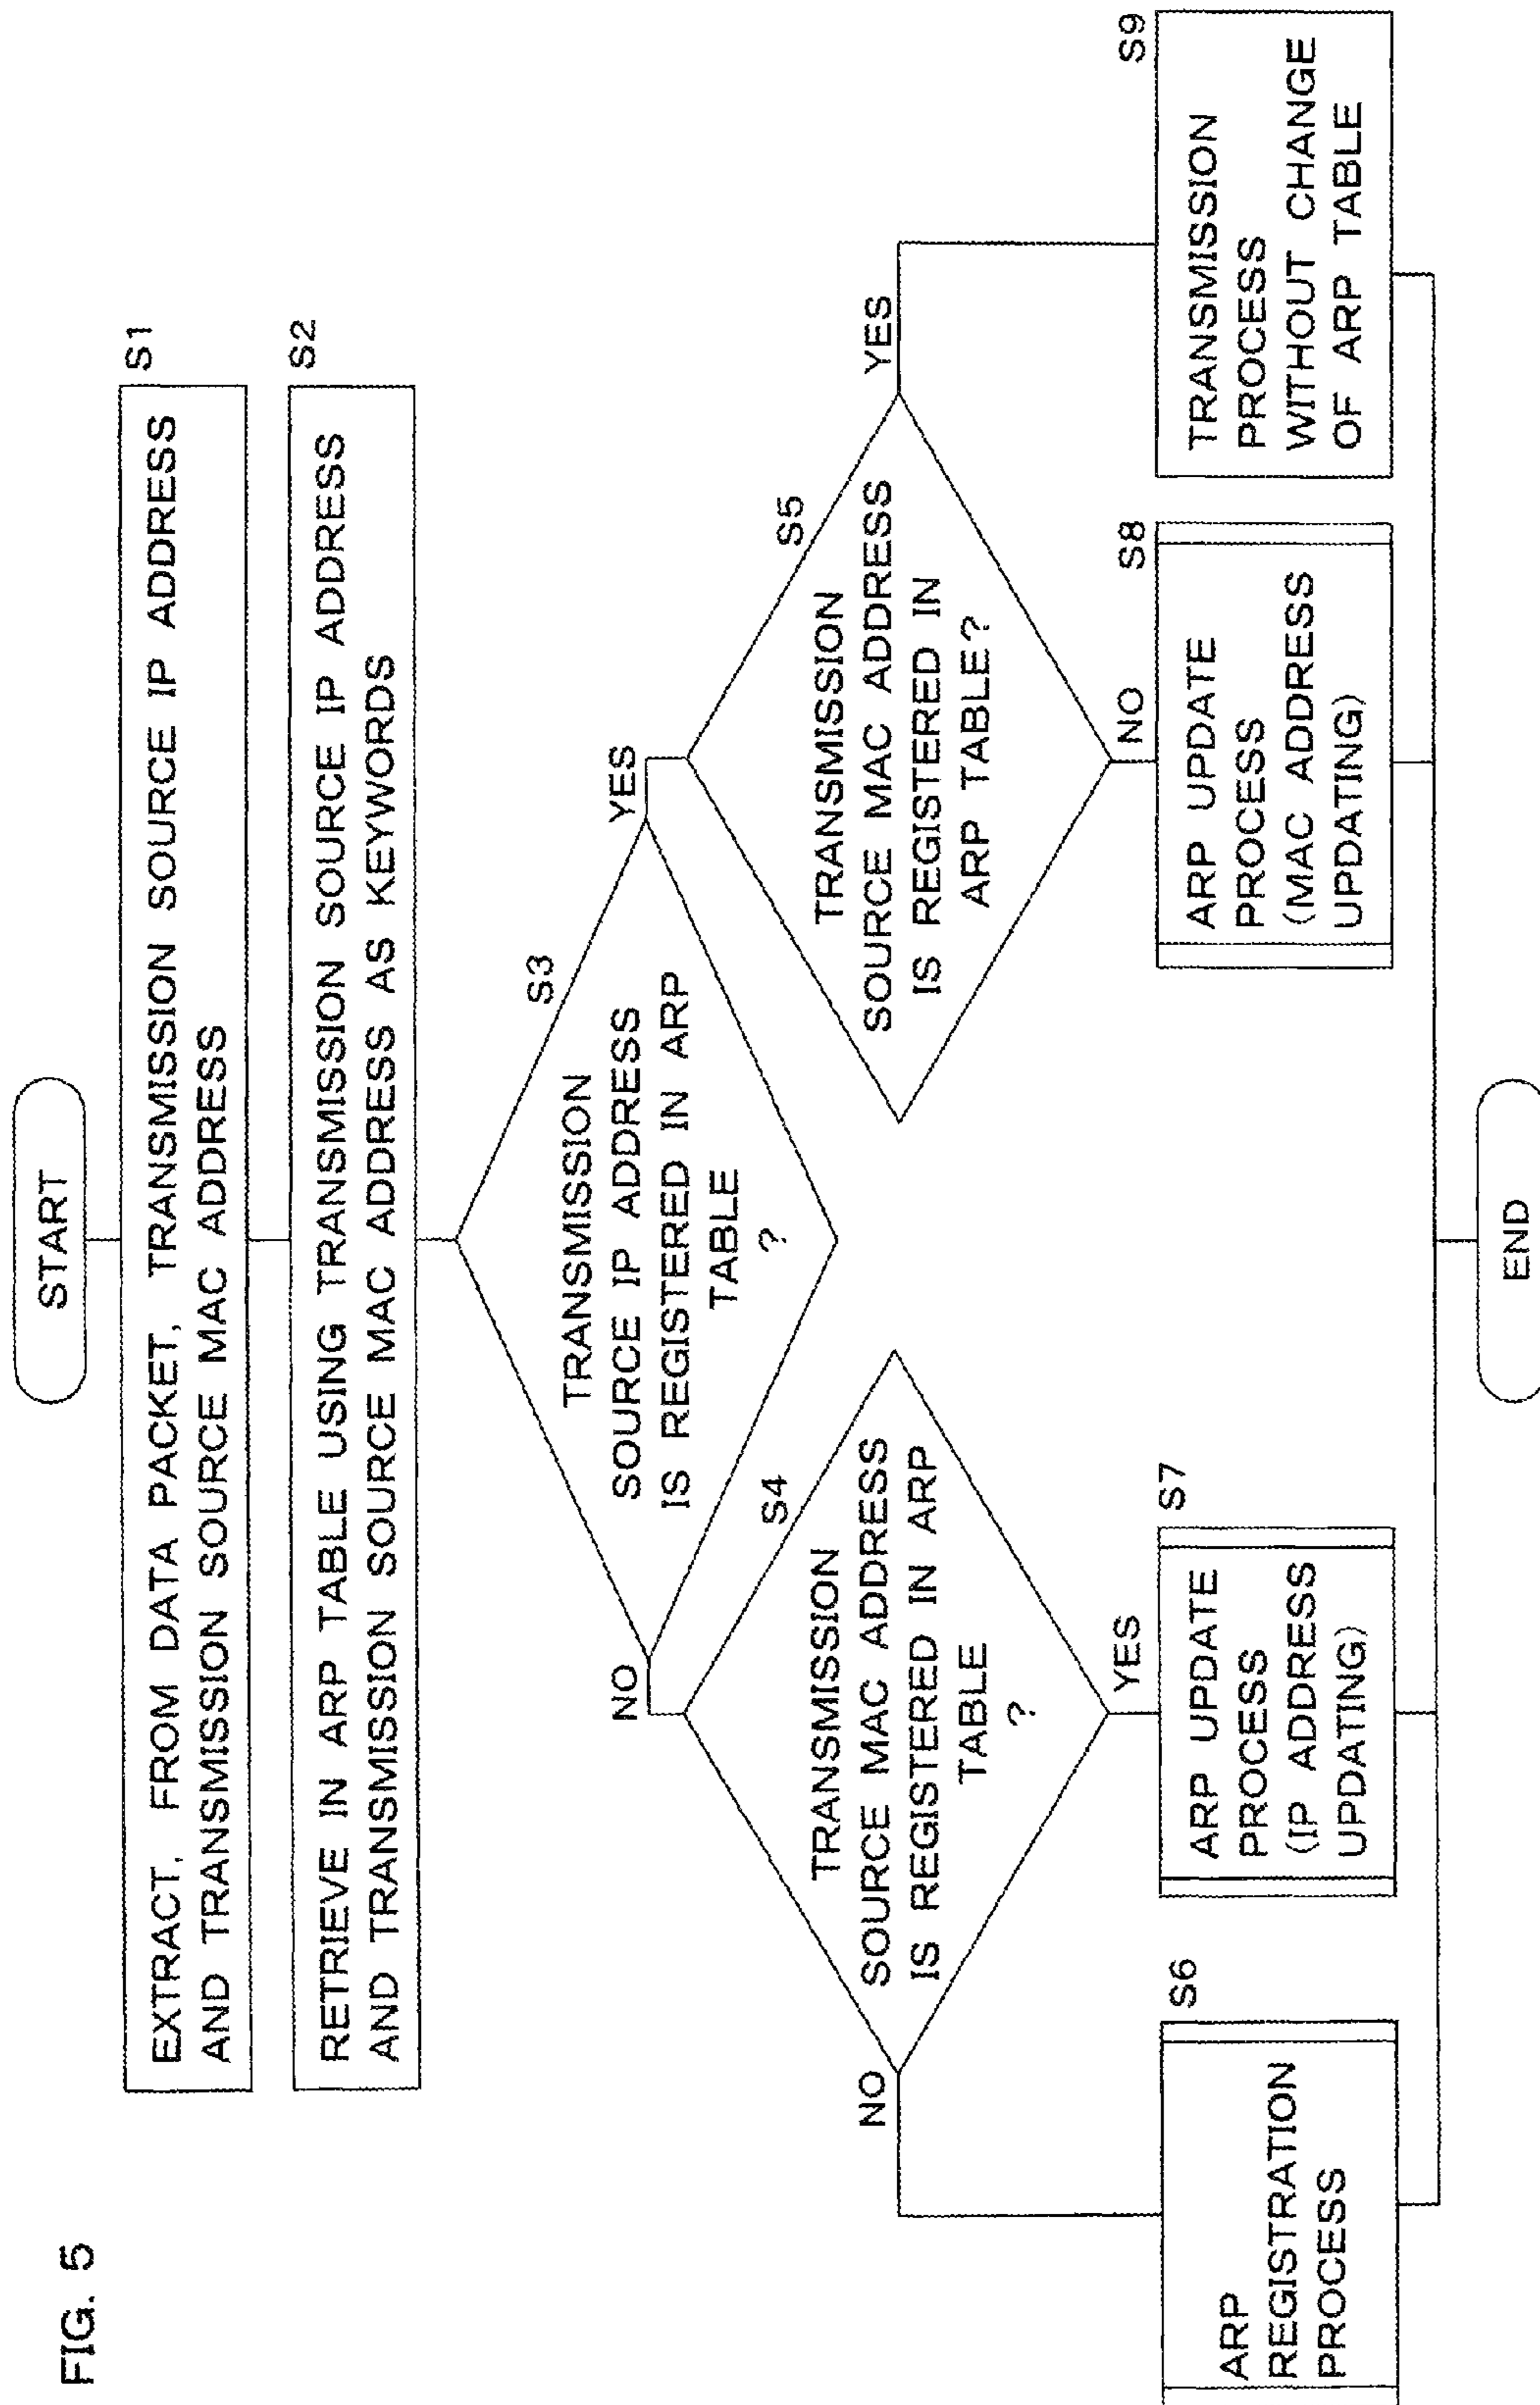 FIG. 5
START
S1
EXTRACT, FROM DATA PACKET, TRANSMISSION SOURCE IP ADDRESS
AND TRANSMISSION SOURCE MAC ADDRESS
S2
RETRIEVE IN ARP TABLE USING TRANSMISSION SOURCE IP ADDRESS
AND TRANSMISSION SOURCE MAC ADDRESS AS KEYWORDS
S3
TRANSMISSION
SOURCE IP ADDRESS
IS REGISTERED IN ARP
TABLE
?
NO
YES
S4
TRANSMISSION
SOURCE MAC ADDRESS
IS REGISTERED IN ARP
TABLE
?
NO
YES
S5
TRANSMISSION
SOURCE MAC ADDRESS
IS REGISTERED IN
ARP TABLE?
NO
YES
S6
ARP
REGISTRATION
PROCESS
S7
ARP UPDATE
PROCESS
(IP ADDRESS
UPDATING)
S8
ARP UPDATE
PROCESS
(MAC ADDRESS
UPDATING)
S9
TRANSMISSION
PROCESS
WITHOUT CHANGE
OF ARP TABLE
END